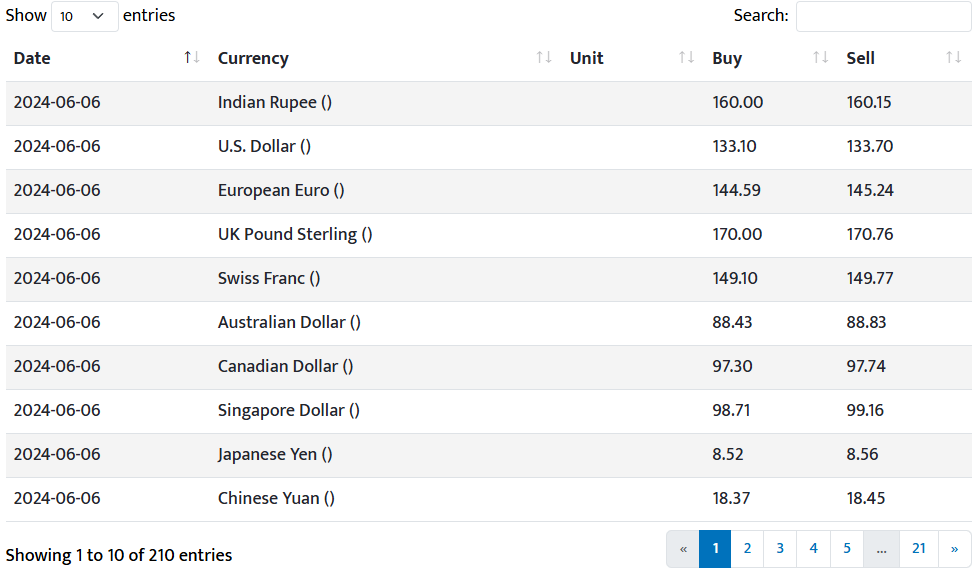 Show 10 entries Search:
Date Currency Unit Buy Sell
2024-06-06 Indian Rupee () 160.00 160.15
2024-06-06 U.S. Dollar () 133.10 133.70
2024-06-06 European Euro () 144.59 145.24
2024-06-06 UK Pound Sterling () 170.00 170.76
2024-06-06 Swiss Franc () 149.10 149.77
2024-06-06 Australian Dollar () 88.43 88.83
2024-06-06 Canadian Dollar () 97.30 97.74
2024-06-06 Singapore Dollar () 98.71 99.16
2024-06-06 Japanese Yen () 8.52 8.56
2024-06-06 Chinese Yuan () 18.37 18.45
Showing 1 to 10 of 210 entries « 1 2 3 4 5 ... 21 »